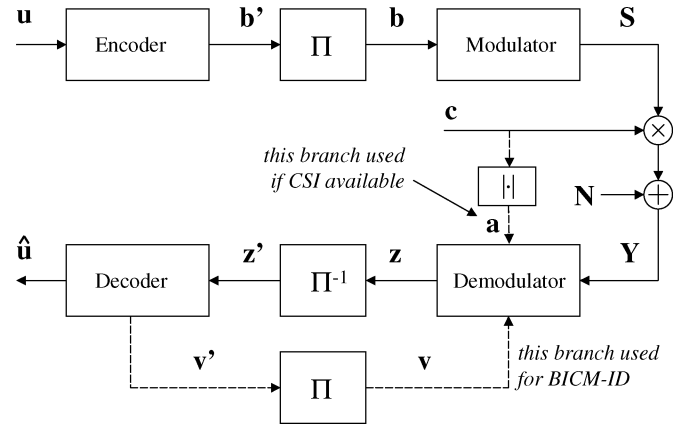 u
Encoder
b’
Π
b
Modulator
S
c
×
this branch used
if CSI available
|·|
N
+
a
û
Decoder
z’
Π-1
z
Demodulator
Y
v’
Π
v
this branch used
for BICM-ID